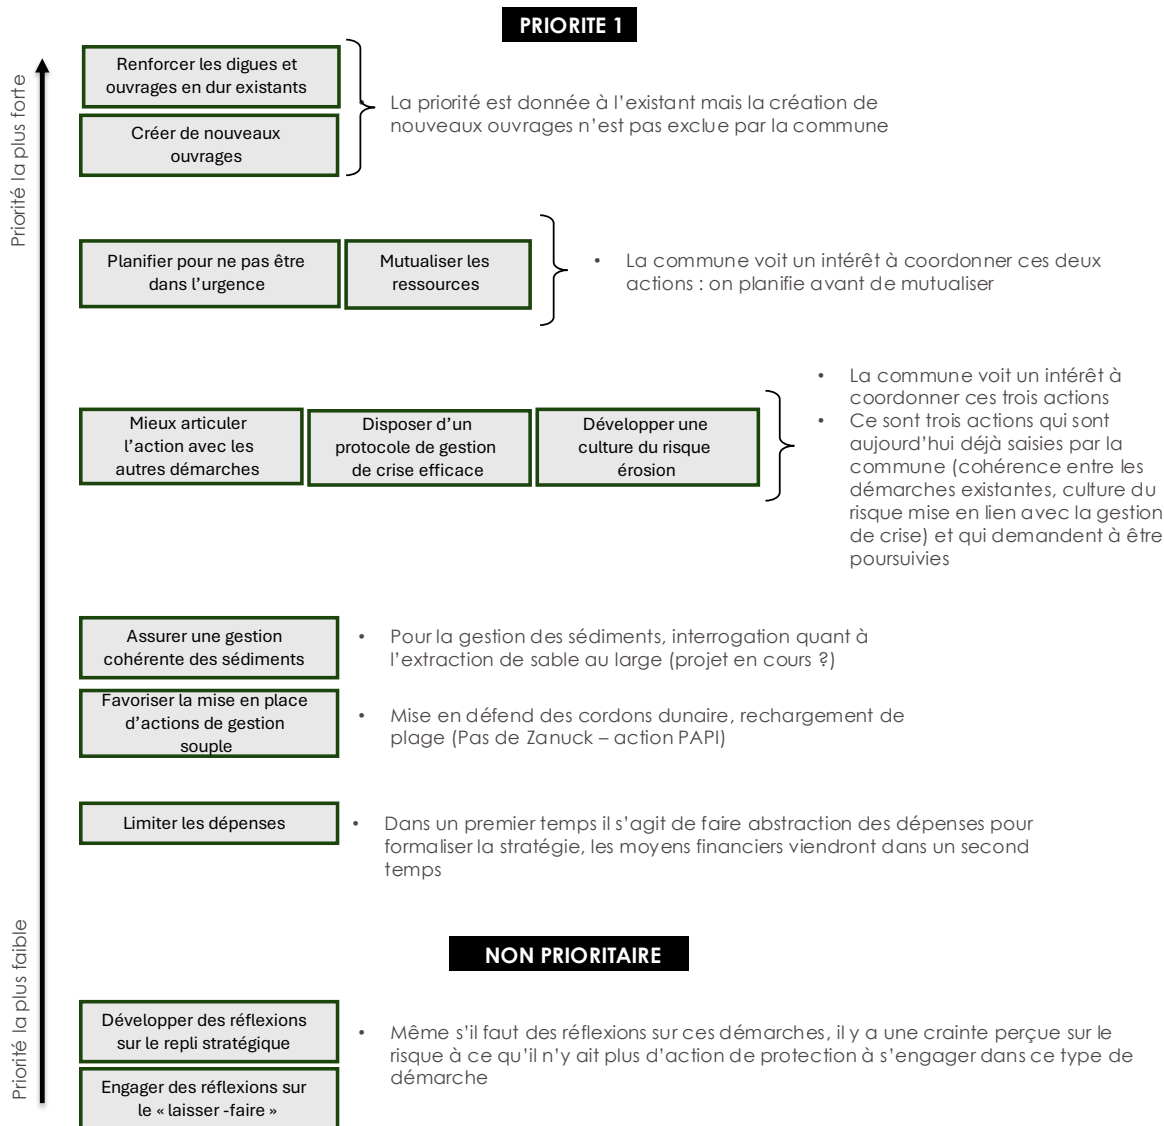 PRIORITE 1
Priorité la plus forte
Renforcer les digues et
ouvrages en dur existants
Créer de nouveaux
ouvrages
• La priorité est donnée à l'existant mais la création de
nouveaux ouvrages n'est pas exclue par la commune
Planifier pour ne pas être
dans l'urgence
Mutualiser les
ressources
• La commune voit un intérêt à coordonner ces deux
actions : on planifie avant de mutualiser
Mieux articuler
l'action avec les
autres démarches
Disposer d'un
protocole de gestion
de crise efficace
Développer une
culture du risque
érosion
• La commune voit un intérêt à
coordonner ces trois actions
• Ce sont trois actions qui sont
aujourd'hui déjà saisies par la
commune (cohérence entre les
démarches existantes, culture du
risque mise en lien avec la gestion
de crise) et qui demandent à être
poursuivies
Assurer une gestion
cohérente des sédiments
• Pour la gestion des sédiments, interrogation quant à
l'extraction de sable au large (projet en cours ?)
Favoriser la mise en place
d'actions de gestion
souple
• Mise en défend des cordons dunaire, rechargement de
plage (Pas de Zanuck – action PAPI)
Limiter les dépenses
• Dans un premier temps il s'agit de faire abstraction des dépenses pour
formaliser la stratégie, les moyens financiers viendront dans un second
temps
NON PRIORITAIRE
Priorité la plus faible
Développer des réflexions
sur le repli stratégique
Engager des réflexions sur
le « laisser -faire »
• Même s'il faut des réflexions sur ces démarches, il y a une crainte perçue sur le
risque à ce qu'il n'y ait plus d'action de protection à s'engager dans ce type de
démarche